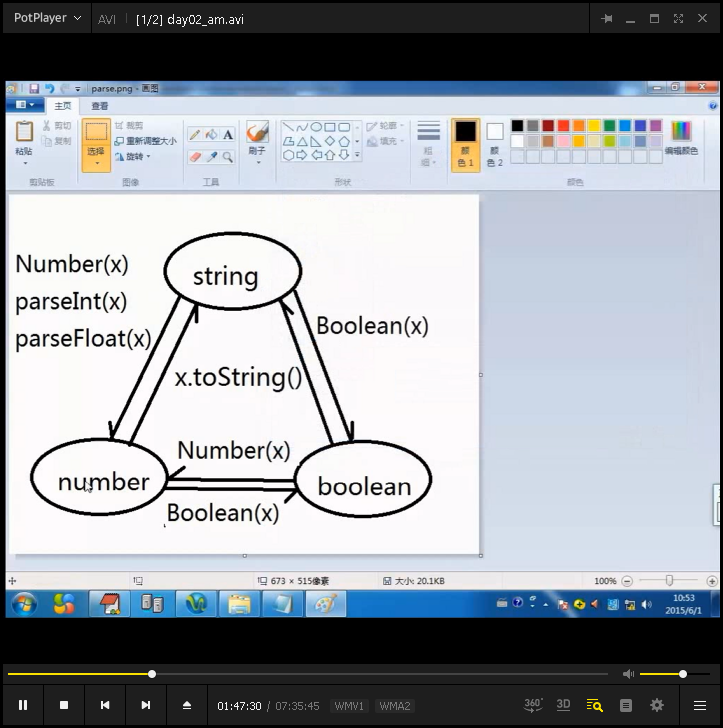 PotPlayer AVI [1/2] day02_am.avi
parse.png - 画图
主页 查看
粘贴 剪切 复制
选择 裁剪 重新调整大小 旋转
A
刷子
轮廓 填充
粗细
颜色 1 颜色 2
编辑颜色
剪贴板 图像 工具 形状 颜色
string
Number(x)
parseInt(x)
parseFloat(x)
Boolean(x)
x.toString()
Number(x)
number
boolean
Boolean(x)
673 × 515像素 大小: 20.1KB 100%
10:53
2015/6/1
01:47:30 / 07:35:45 WMV1 WMA2 360° 3D